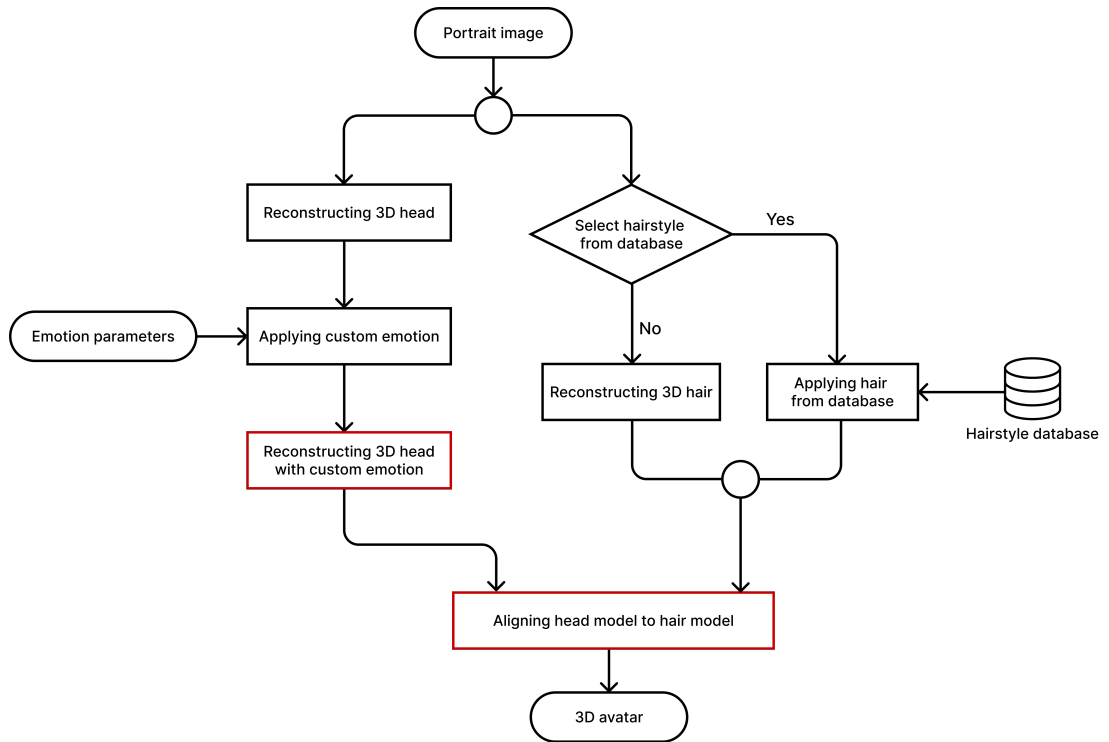 Portrait image
Reconstructing 3D head
Select hairstyle
from database
Yes
Emotion parameters
Applying custom emotion
No
Reconstructing 3D hair
Applying hair
from database
Hairstyle database
Reconstructing 3D head
with custom emotion
Aligning head model to hair model
3D avatar